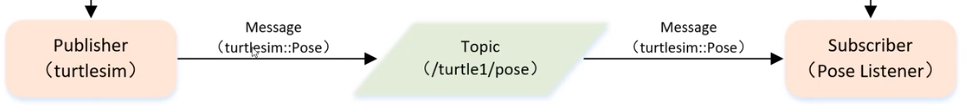 Publisher
（turtlesim）
Message
（turtlesim::Pose）
Topic
（/turtle1/pose）
Message
（turtlesim::Pose）
Subscriber
（Pose Listener）